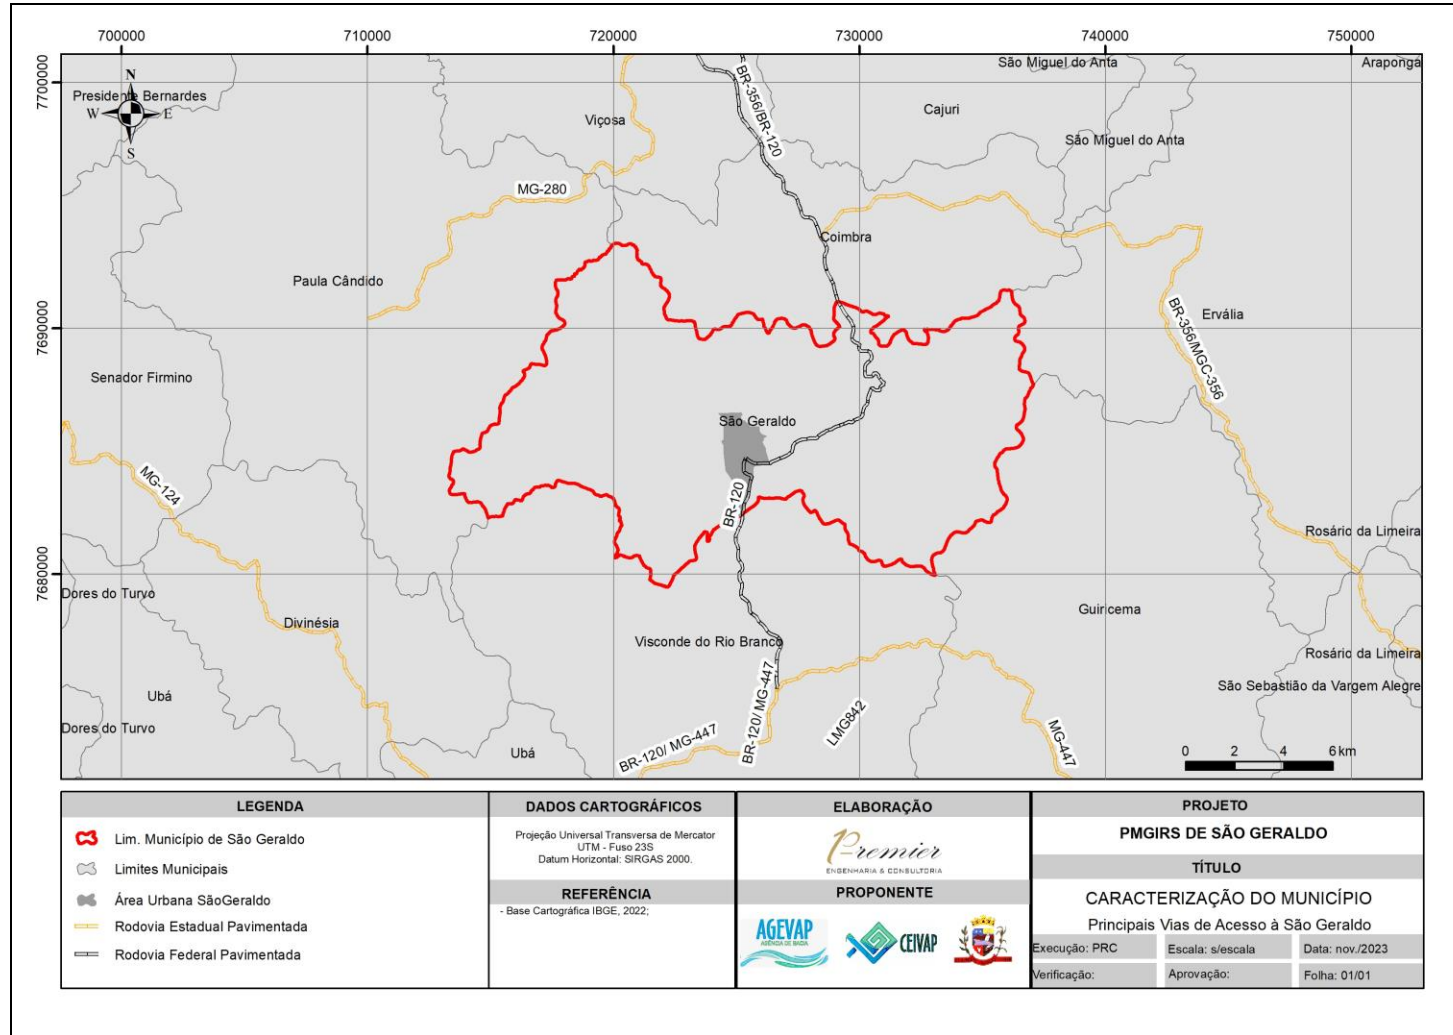 700000
710000
720000
730000
740000
750000
7700000
7690000
7680000
N
W
E
S
Presidente Bernardes
Viçosa
BR-356/BR-120
São Miguel do Anta
Araponga
Cajuri
São Miguel do Anta
MG-280
Coimbra
Paula Cândido
Ervália
BR-356/MGC-356
Senador Firmino
São Geraldo
MG-124
BR-120
Rosário da Limeira
Dores do Turvo
Divinésia
Guiricema
Visconde do Rio Branco
Rosário da Limeira
São Sebastião da Vargem Alegre
Ubá
Dores do Turvo
Ubá
BR-120/ MG-447
BR-120/ MG-447
LMG842
MG-447
0 2 4 6 km
LEGENDA
Lim. Município de São Geraldo
Limites Municipais
Área Urbana SãoGeraldo
Rodovia Estadual Pavimentada
Rodovia Federal Pavimentada
DADOS CARTOGRÁFICOS
Projeção Universal Transversa de Mercator
UTM - Fuso 23S
Datum Horizontal: SIRGAS 2000.
REFERÊNCIA
- Base Cartográfica IBGE, 2022;
ELABORAÇÃO
Premier
ENGENHARIA & CONSULTORIA
PROPONENTE
AGEVAP
AGÊNCIA DE BACIA
CEIVAP
PROJETO
PMGIRS DE SÃO GERALDO
TÍTULO
CARACTERIZAÇÃO DO MUNICÍPIO
Principais Vias de Acesso à São Geraldo
Execução: PRC
Escala: s/escala
Data: nov./2023
Verificação:
Aprovação:
Folha: 01/01